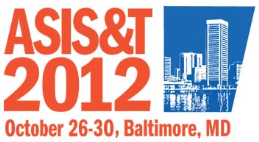 ASIS&T
2012
October 26-30, Baltimore, MD